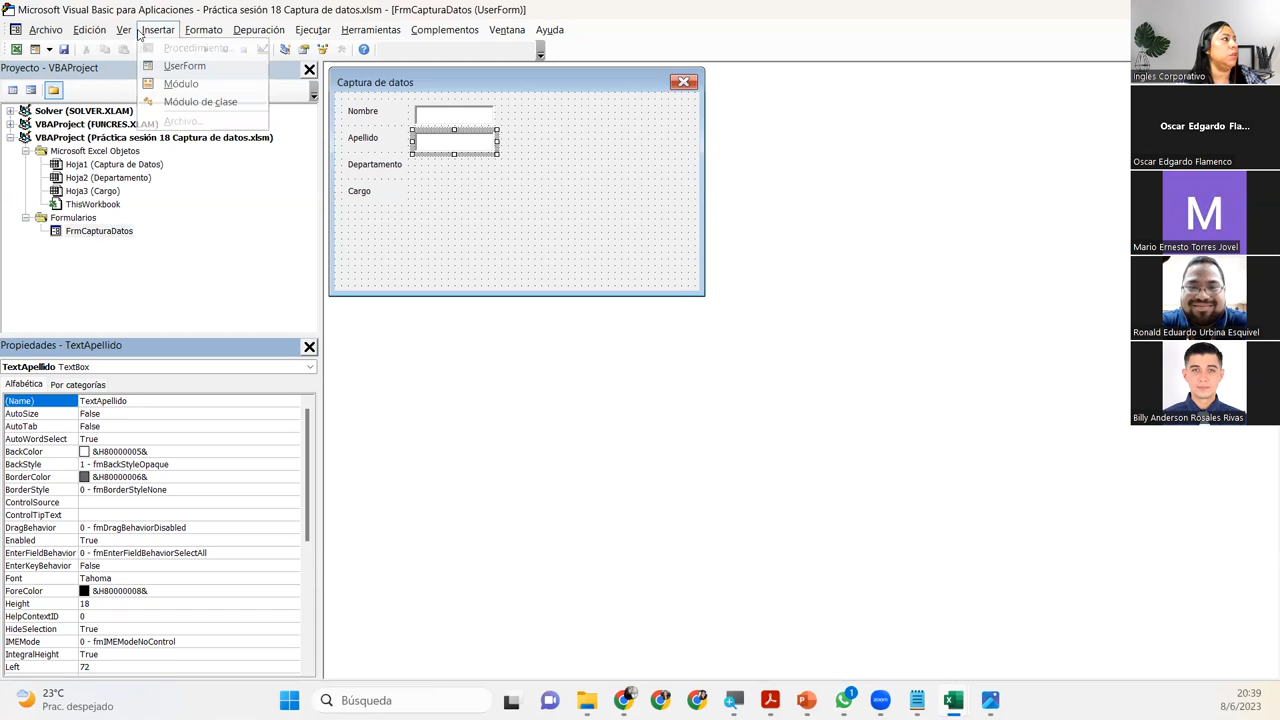 Microsoft Visual Basic para Aplicaciones - Práctica sesión 18 Captura de datos.xlsm - [FrmCapturaDatos (UserForm)]
Archivo Edición Ver Insertar Formato Depuración Ejecutar Herramientas Complementos Ventana Ayuda
Procedimiento...
UserForm
Módulo
Módulo de clase
Archivo...
Proyecto - VBAProject
Solver (SOLVER.XLAM)
VBAProject (FUNCRES.XLAM)
VBAProject (Práctica sesión 18 Captura de datos.xlsm)
Microsoft Excel Objetos
Hoja1 (Captura de Datos)
Hoja2 (Departamento)
Hoja3 (Cargo)
ThisWorkbook
Formularios
FrmCapturaDatos
Captura de datos
Nombre
Apellido
Departamento
Cargo
Propiedades - TextApellido
TextApellido TextBox
Alfabética Por categorías
(Name) TextApellido
AutoSize False
AutoTab False
AutoWordSelect True
BackColor &H80000005&
BackStyle 1 - fmBackStyleOpaque
BorderColor &H80000006&
BorderStyle 0 - fmBorderStyleNone
ControlSource
ControlTipText
DragBehavior 0 - fmDragBehaviorDisabled
Enabled True
EnterFieldBehavior 0 - fmEnterFieldBehaviorSelectAll
EnterKeyBehavior False
Font Tahoma
ForeColor &H80000008&
Height 18
HelpContextID 0
HideSelection True
IMEMode 0 - fmIMEModeNoControl
IntegralHeight True
Left 72
Ingles Corporativo
Oscar Edgardo Fla...
Oscar Edgardo Flamenco
M
Mario Ernesto Torres Jovel
Ronald Eduardo Urbina Esquivel
Billy Anderson Rosales Rivas
23°C
Prac. despejado
Búsqueda
1
zoom
20:39
8/6/2023